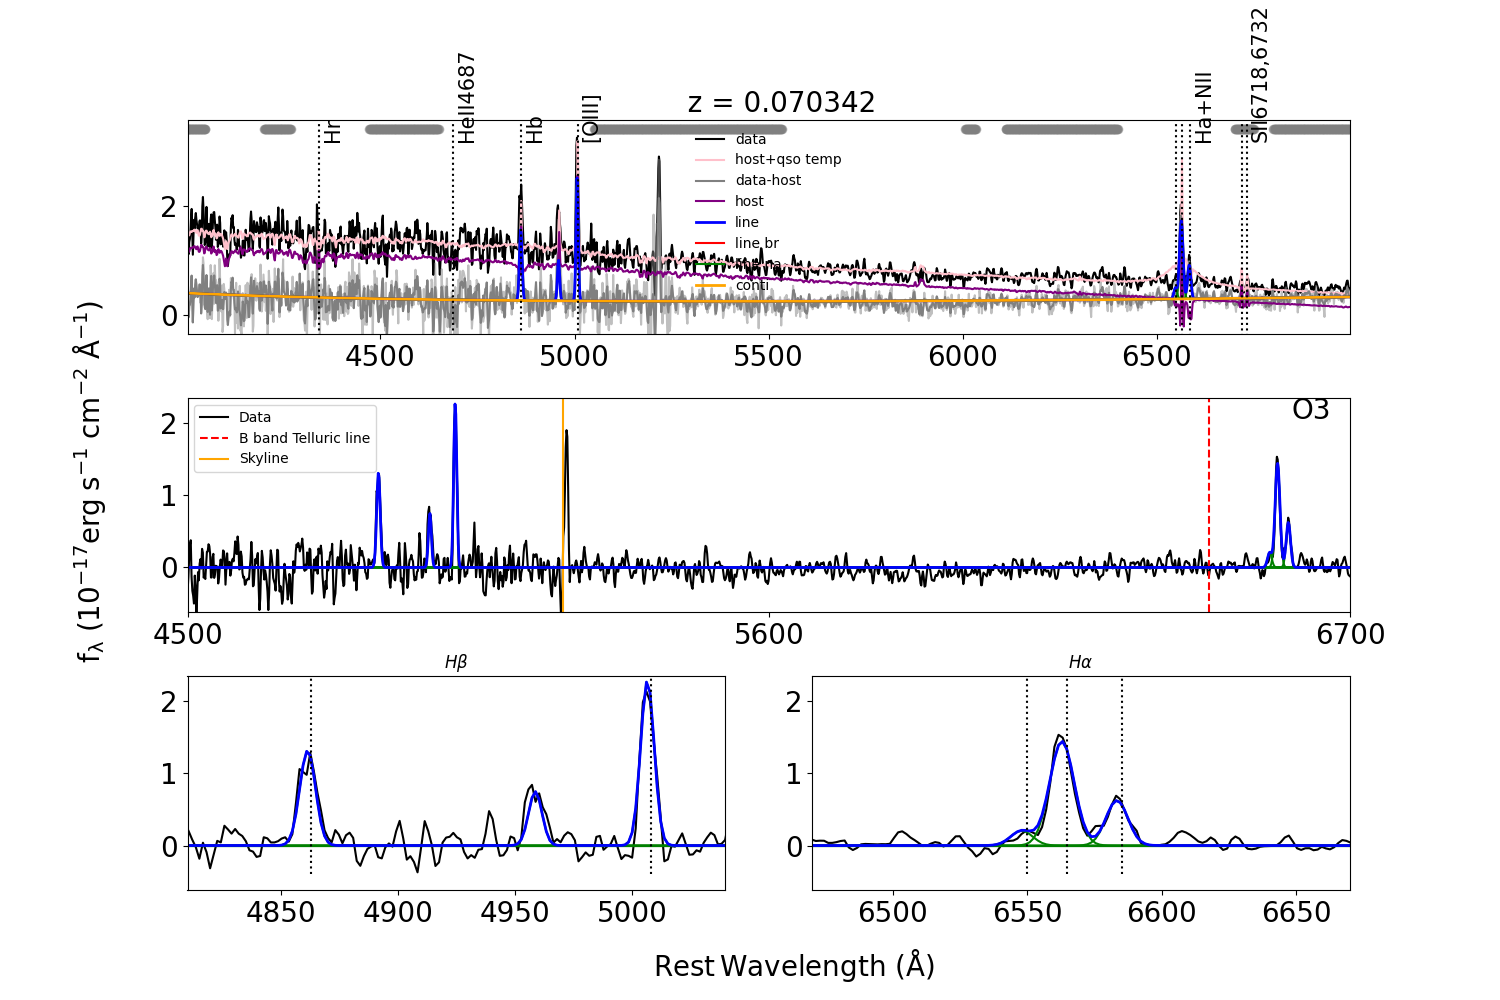 z = 0.070342
Hr
HeII4687
Hb
[OIII]
Ha+NII
SII6718,6732
data
host+qso temp
data-host
host
line
line br
conti
2
0
4500 5000 5500 6000 6500
fλ (10⁻¹⁷erg s⁻¹ cm⁻² Å⁻¹)
Data
B band Telluric line
Skyline
O3
2
1
0
4500 5600 6700
Hβ
2
1
0
4850 4900 4950 5000
Hα
2
1
0
6500 6550 6600 6650
Rest Wavelength (Å)